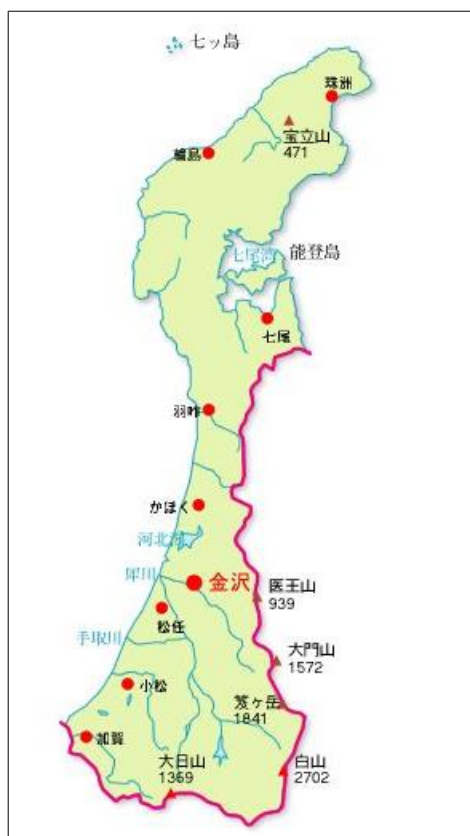 七ッ島
珠洲
宝立山
471
輪島
七尾湾
能登島
七尾
羽咋
かほく
河北潟
犀川
金沢
医王山
939
松任
手取川
大門山
1572
小松
笈ヶ岳
1841
加賀
大日山
1369
白山
2702